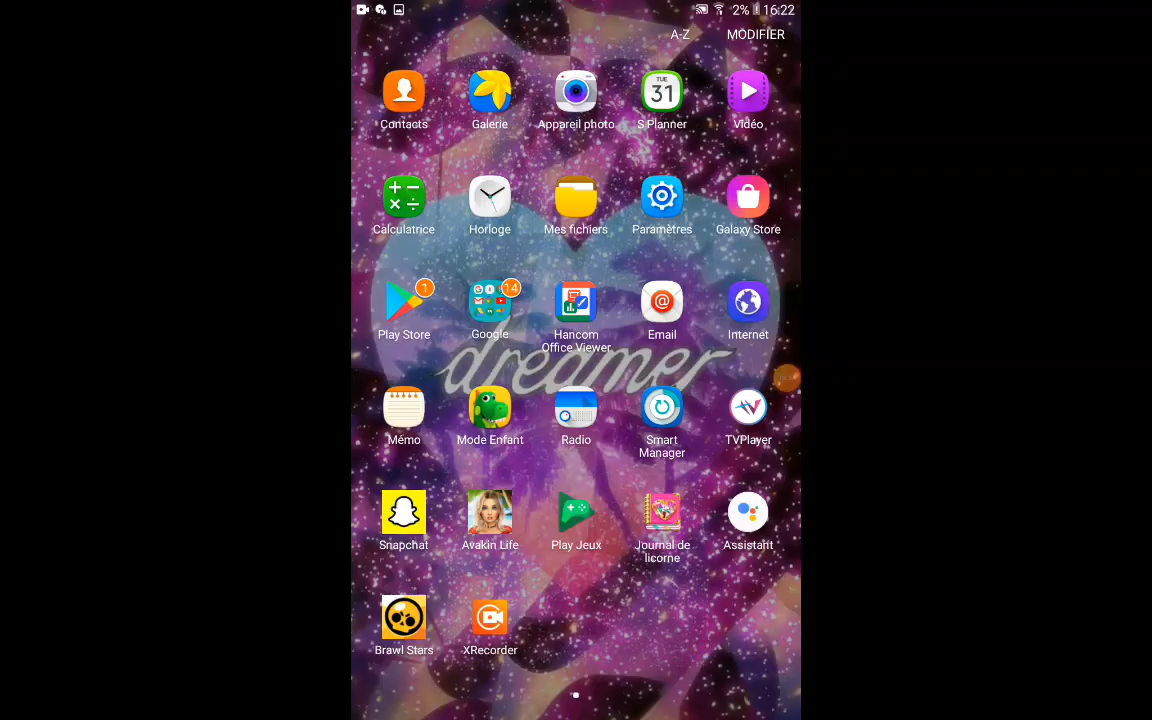 2% 16:22
A-Z MODIFIER
TUE
31
Contacts Galerie Appareil photo S Planner Vidéo
Calculatrice Horloge Mes fichiers Paramètres Galaxy Store
1 14
Play Store Google Hancom Office Viewer Email Internet
dreamer
Mémo Mode Enfant Radio Smart Manager TVPlayer
Snapchat Avakin Life Play Jeux Journal de licorne Assistant
Brawl Stars XRecorder